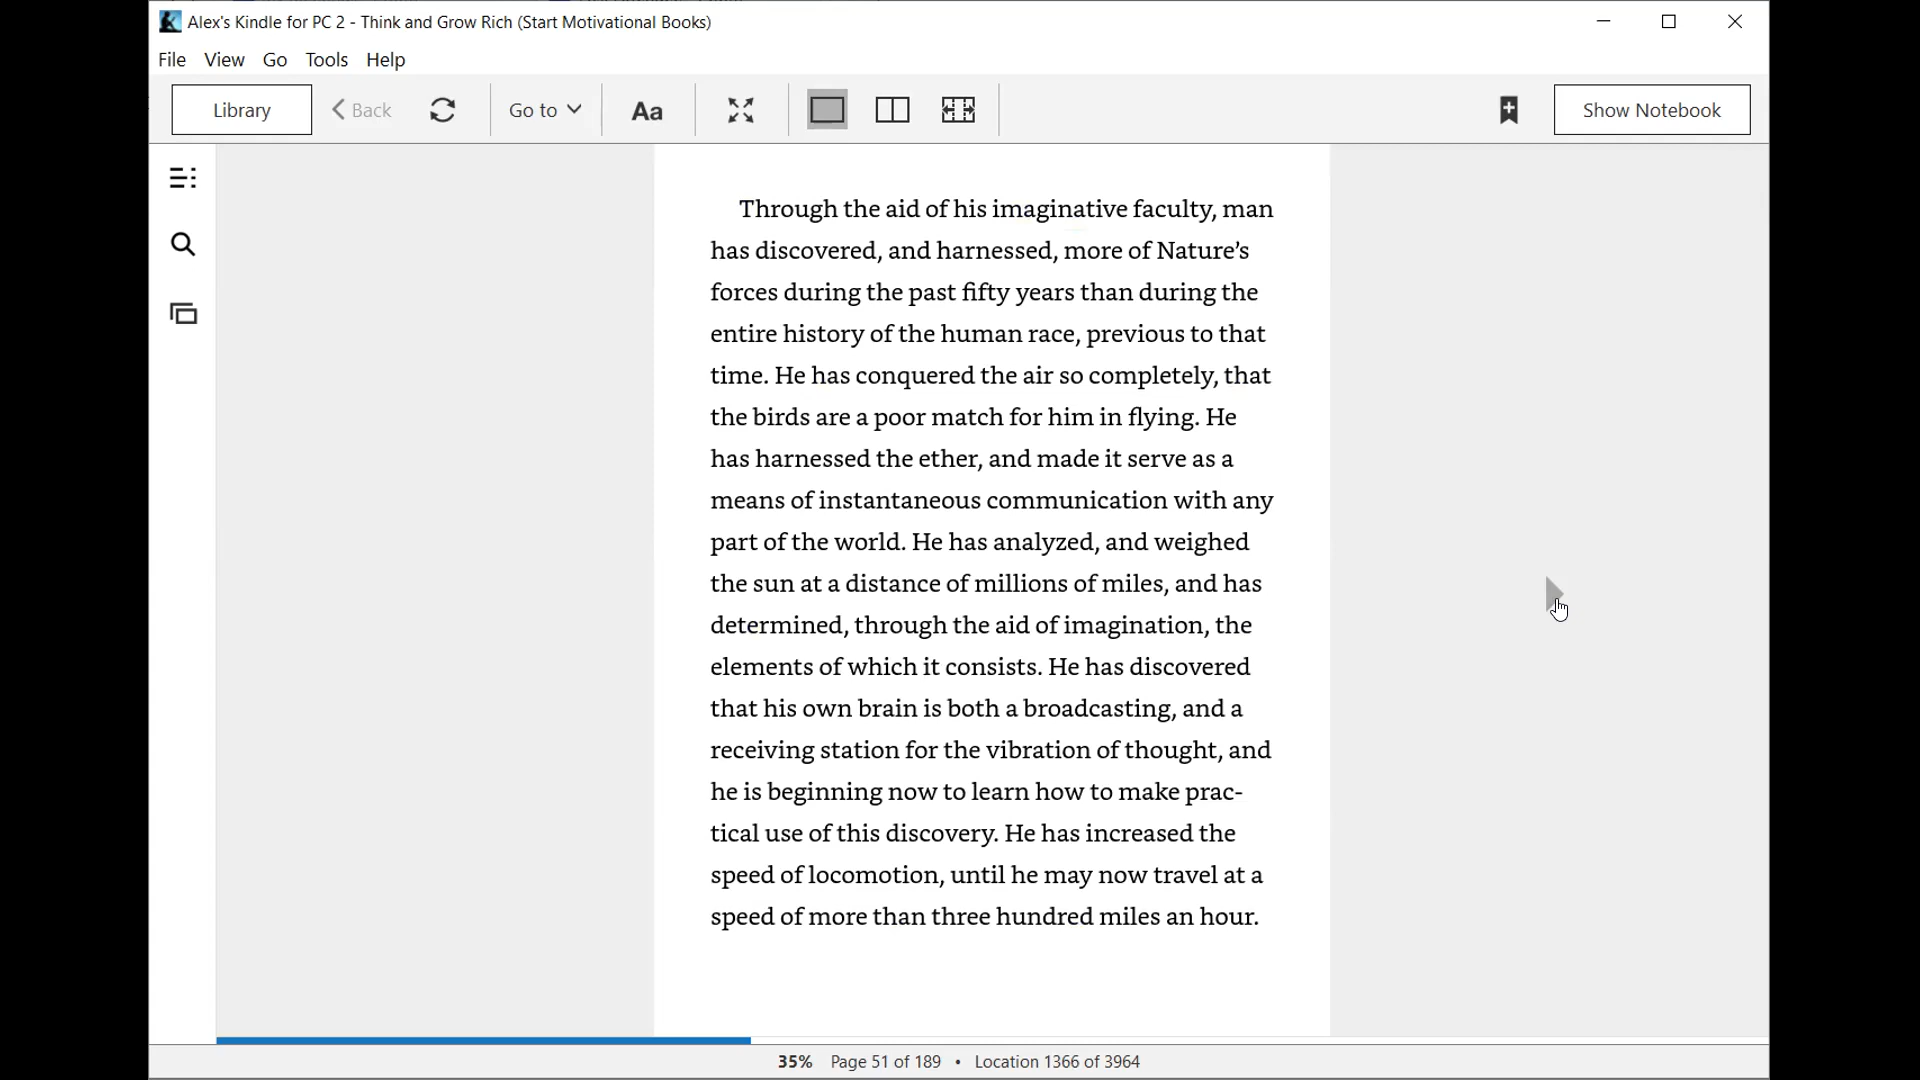 Alex's Kindle for PC 2 - Think and Grow Rich (Start Motivational Books)
File View Go Tools Help
Library Back Go to Aa Show Notebook
Through the aid of his imaginative faculty, man
has discovered, and harnessed, more of Nature’s
forces during the past fifty years than during the
entire history of the human race, previous to that
time. He has conquered the air so completely, that
the birds are a poor match for him in flying. He
has harnessed the ether, and made it serve as a
means of instantaneous communication with any
part of the world. He has analyzed, and weighed
the sun at a distance of millions of miles, and has
determined, through the aid of imagination, the
elements of which it consists. He has discovered
that his own brain is both a broadcasting, and a
receiving station for the vibration of thought, and
he is beginning now to learn how to make prac-
tical use of this discovery. He has increased the
speed of locomotion, until he may now travel at a
speed of more than three hundred miles an hour.
35% Page 51 of 189 • Location 1366 of 3964